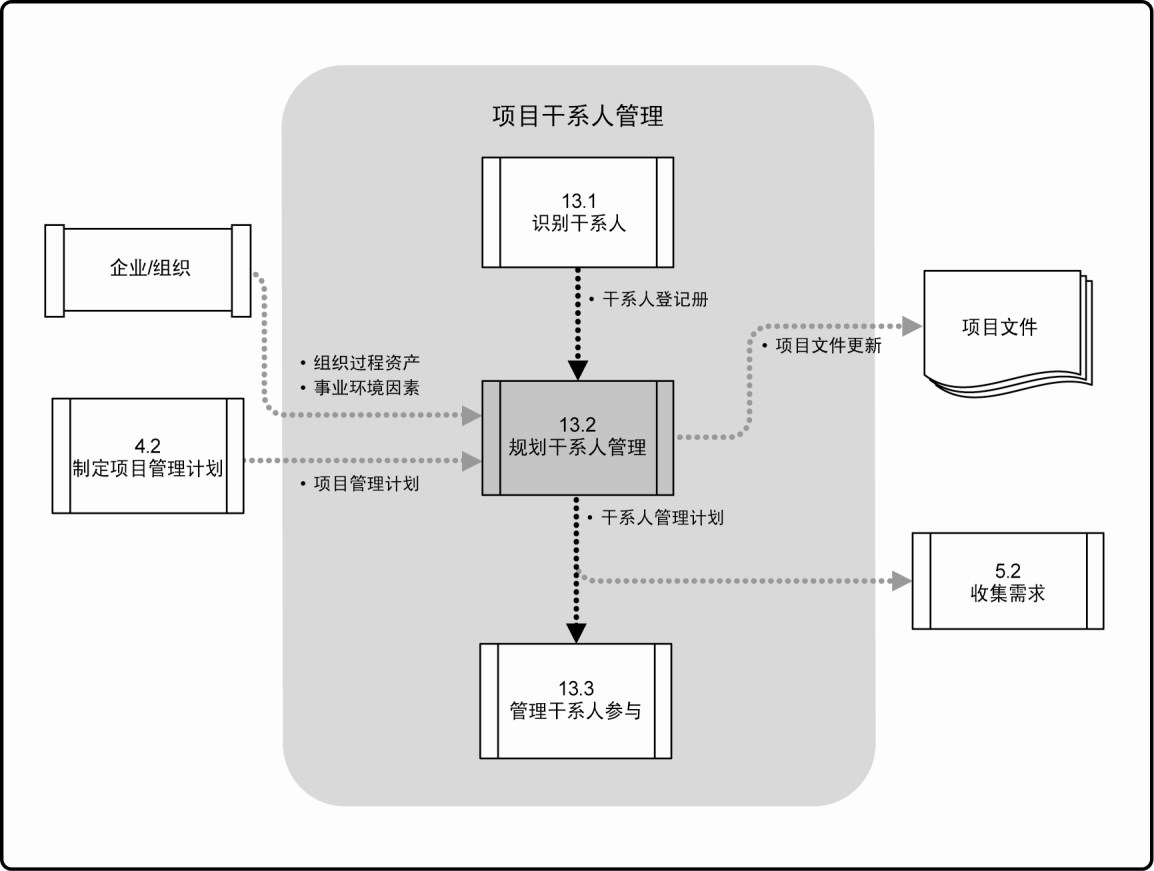 项目干系人管理
13.1
识别干系人
企业/组织
• 干系人登记册
项目文件
• 项目文件更新
• 组织过程资产
• 事业环境因素
13.2
规划干系人管理
4.2
制定项目管理计划
• 项目管理计划
• 干系人管理计划
5.2
收集需求
13.3
管理干系人参与